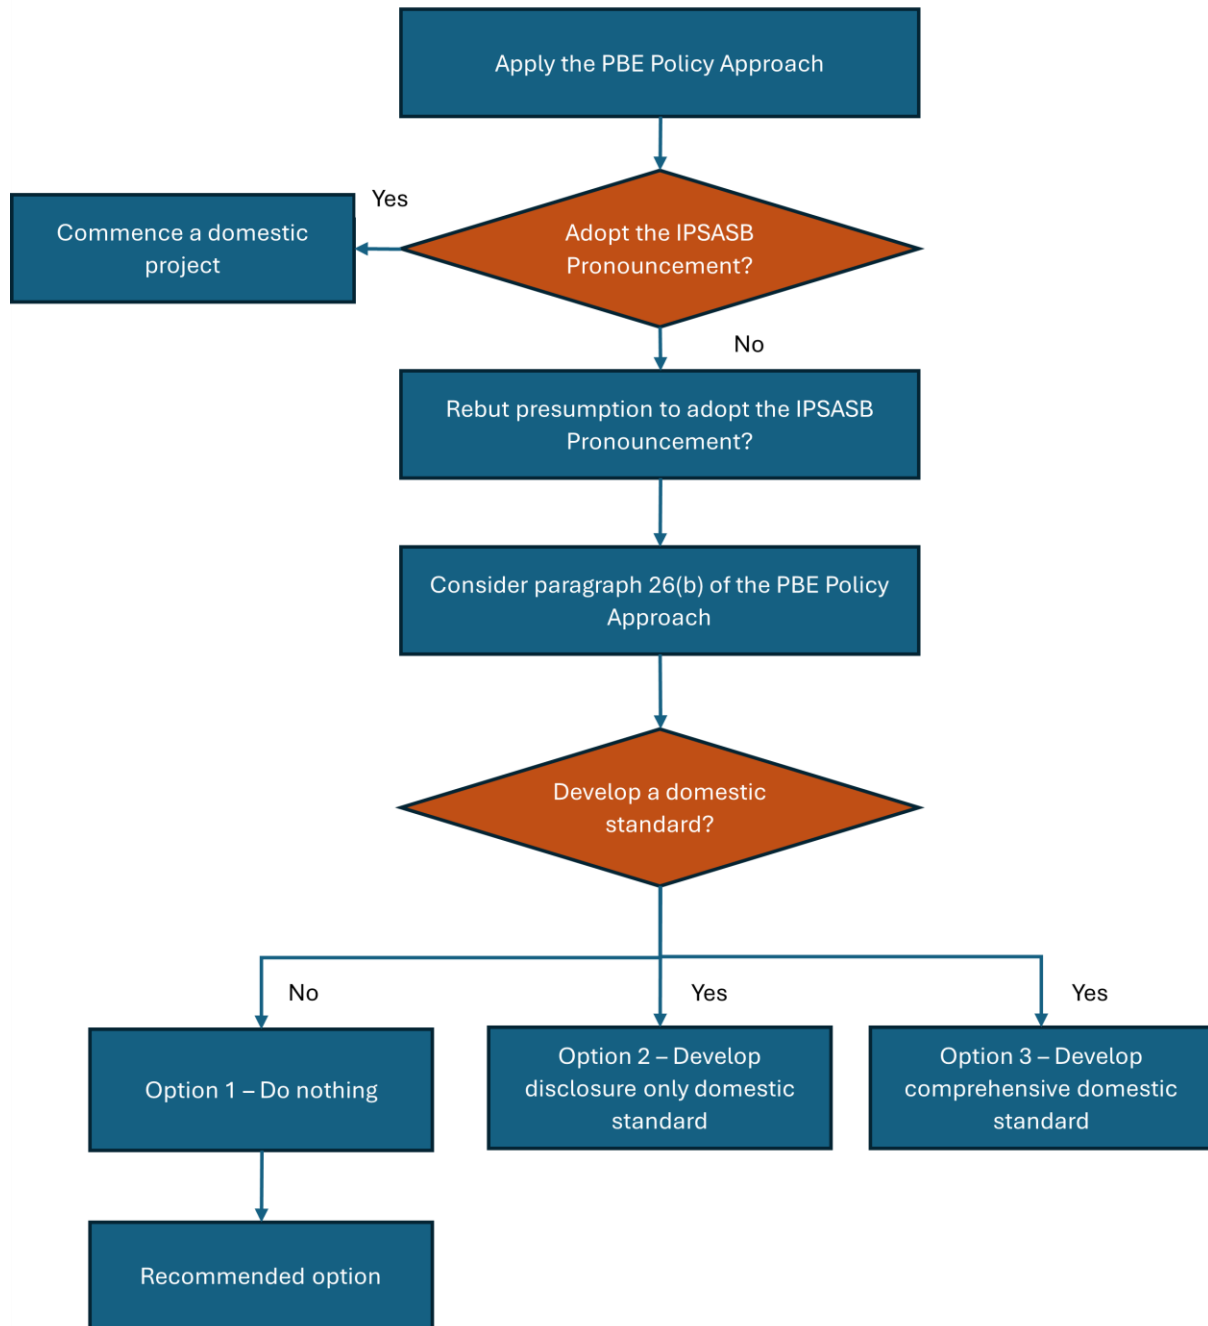 Apply the PBE Policy Approach
Yes
Commence a domestic
project
Adopt the IPSASB
Pronouncement?
No
Rebut presumption to adopt the IPSASB
Pronouncement?
Consider paragraph 26(b) of the PBE Policy
Approach
Develop a domestic
standard?
No
Yes
Yes
Option 1 – Do nothing
Option 2 – Develop
disclosure only domestic
standard
Option 3 – Develop
comprehensive domestic
standard
Recommended option